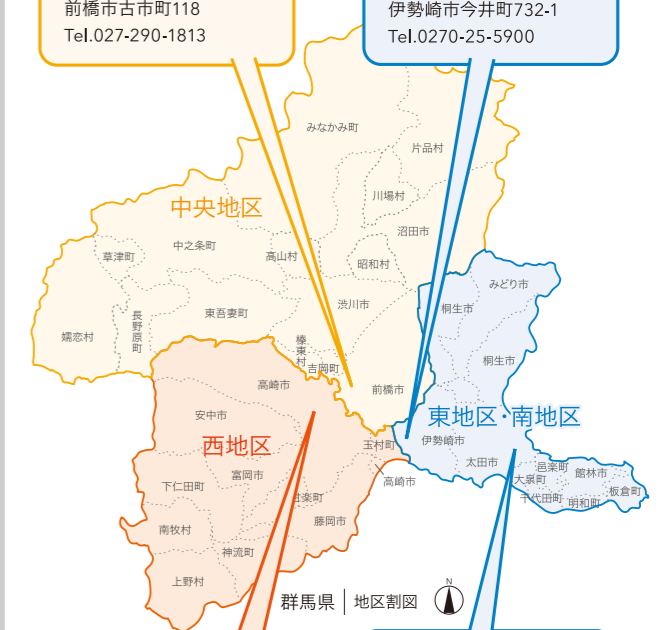 前橋市古市町118
Tel.027-290-1813
伊勢崎市今井町732-1
Tel.0270-25-5900
みなかみ町
片品村
川場村
中央地区
沼田市
中之条町
草津町
高山村
昭和村
みどり市
渋川市
桐生市
東吾妻町
長野原町
嬬恋村
榛東村
吉岡町
桐生市
高崎市
前橋市
安中市
東地区・南地区
西地区
玉村町
伊勢崎市
太田市
邑楽町
館林市
富岡市
高崎市
大泉町
下仁田町
板倉町
甘楽町
千代田町
明和町
藤岡市
南牧村
神流町
上野村
群馬県
地区割図
N